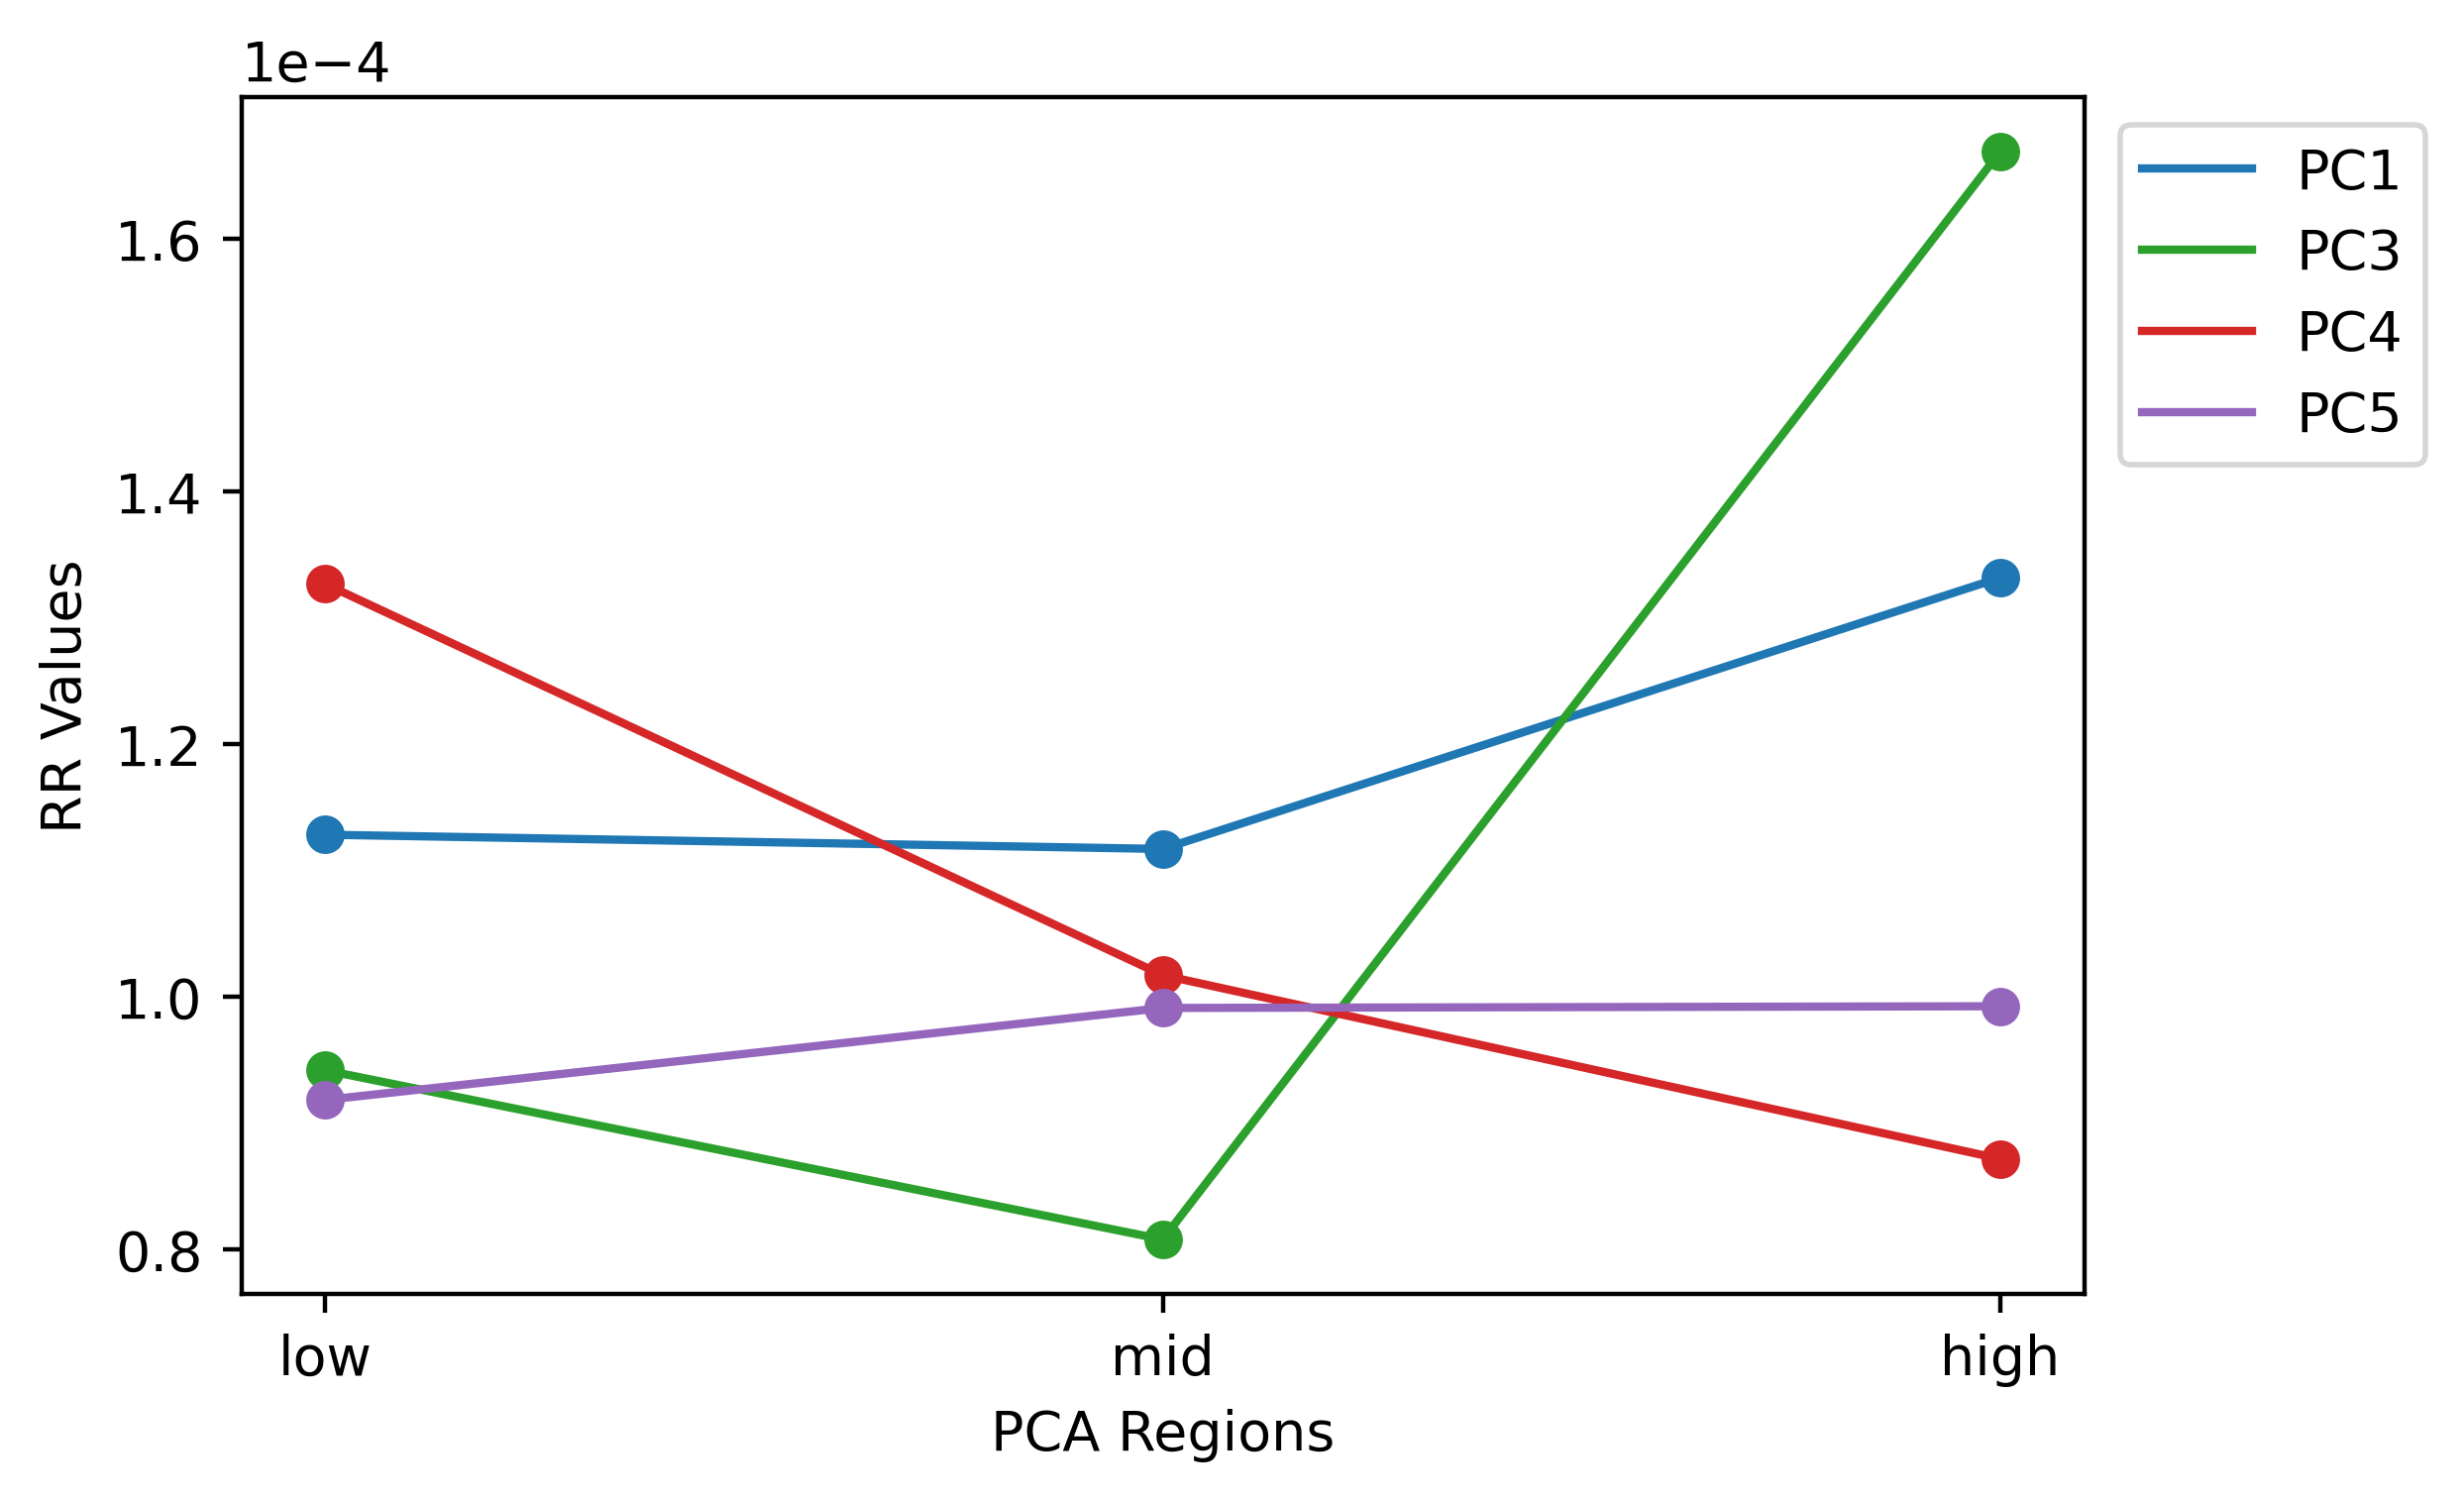 1e−4
1.6
1.4
1.2
1.0
0.8
RR Values
low
mid
high
PCA Regions
PC1
PC3
PC4
PC5